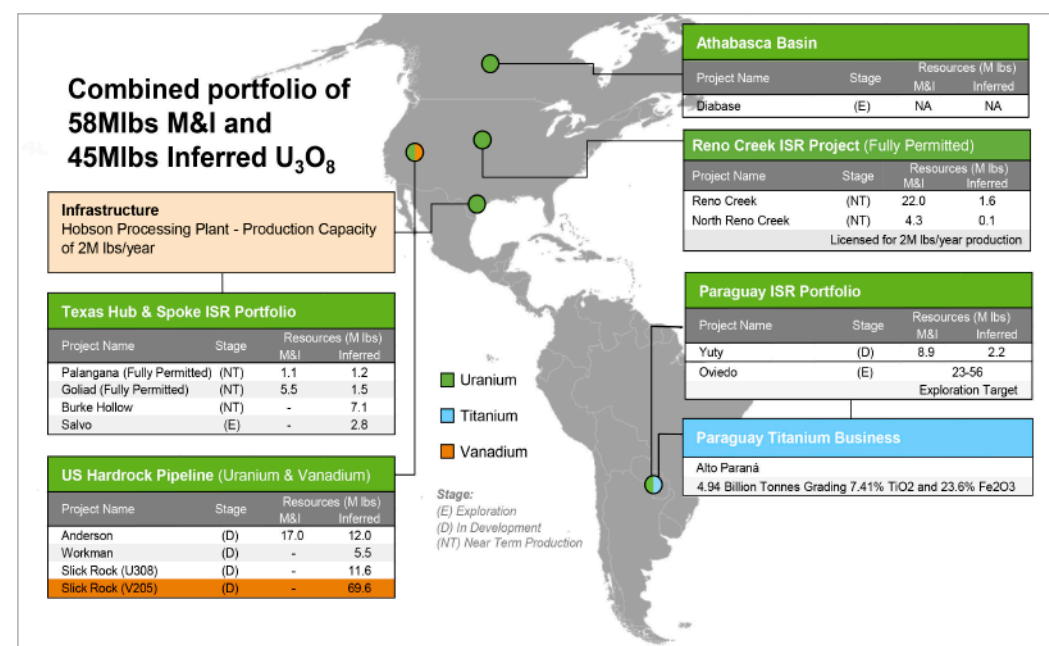 Combined portfolio of
58Mlbs M&I and
45Mlbs Inferred U3O8
Infrastructure
Hobson Processing Plant - Production Capacity
of 2M lbs/year
Texas Hub & Spoke ISR Portfolio
Project Name Stage Resources (M lbs)
M&I Inferred
Palangana (Fully Permitted) (NT) 1.1 1.2
Goliad (Fully Permitted) (NT) 5.5 1.5
Burke Hollow (NT) - 7.1
Salvo (E) - 2.8
US Hardrock Pipeline (Uranium & Vanadium)
Project Name Stage Resources (M lbs)
M&I Inferred
Anderson (D) 17.0 12.0
Workman (D) - 5.5
Slick Rock (U308) (D) - 11.6
Slick Rock (V205) (D) - 69.6
Uranium
Titanium
Vanadium
Stage:
(E) Exploration
(D) In Development
(NT) Near Term Production
Athabasca Basin
Project Name Stage Resources (M lbs)
M&I Inferred
Diabase (E) NA NA
Reno Creek ISR Project (Fully Permitted)
Project Name Stage Resources (M lbs)
M&I Inferred
Reno Creek (NT) 22.0 1.6
North Reno Creek (NT) 4.3 0.1
Licensed for 2M lbs/year production
Paraguay ISR Portfolio
Project Name Stage Resources (M lbs)
M&I Inferred
Yuty (D) 8.9 2.2
Oviedo (E) 23-56
Exploration Target
Paraguay Titanium Business
Alto Paraná
4.94 Billion Tonnes Grading 7.41% TiO2 and 23.6% Fe2O3